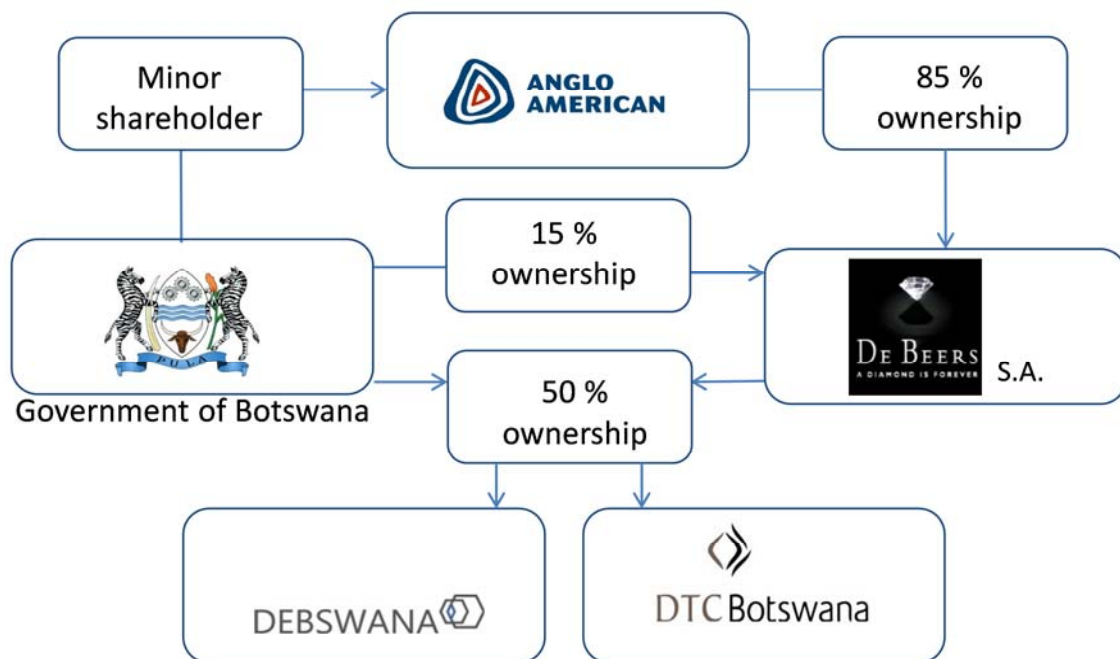 Minor
shareholder
ANGLO
AMERICAN
85 %
ownership
15 %
ownership
PULA
Government of Botswana
DE BEERS
A DIAMOND IS FOREVER
S.A.
50 %
ownership
DEBSWANA
DTC Botswana